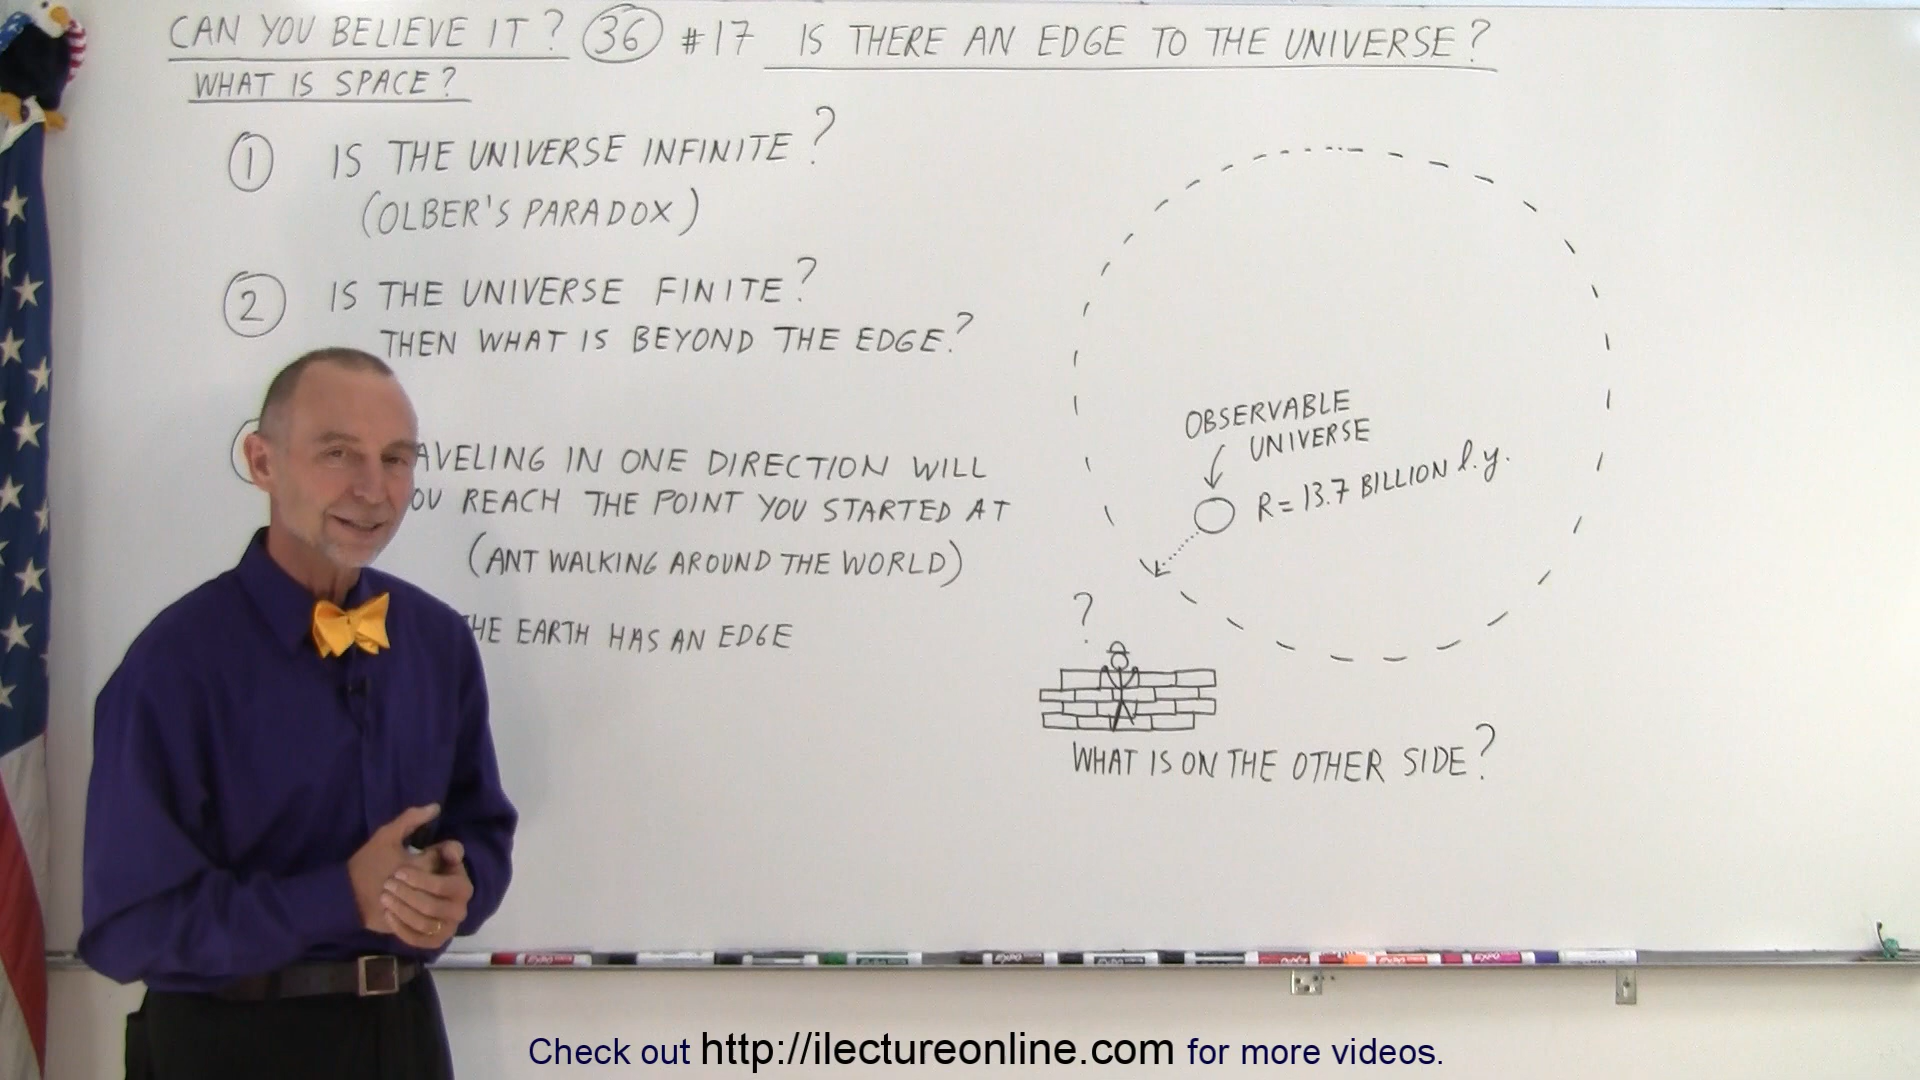 CAN YOU BELIEVE IT? 36 #17 IS THERE AN EDGE TO THE UNIVERSE?
WHAT IS SPACE?
1 IS THE UNIVERSE INFINITE?
(OLBER'S PARADOX)
2 IS THE UNIVERSE FINITE?
THEN WHAT IS BEYOND THE EDGE?
AVELING IN ONE DIRECTION WILL
OU REACH THE POINT YOU STARTED AT
(ANT WALKING AROUND THE WORLD)
THE EARTH HAS AN EDGE
OBSERVABLE
UNIVERSE
R = 13.7 BILLION l.y.
?
WHAT IS ON THE OTHER SIDE?
Check out http://ilectureonline.com for more videos.